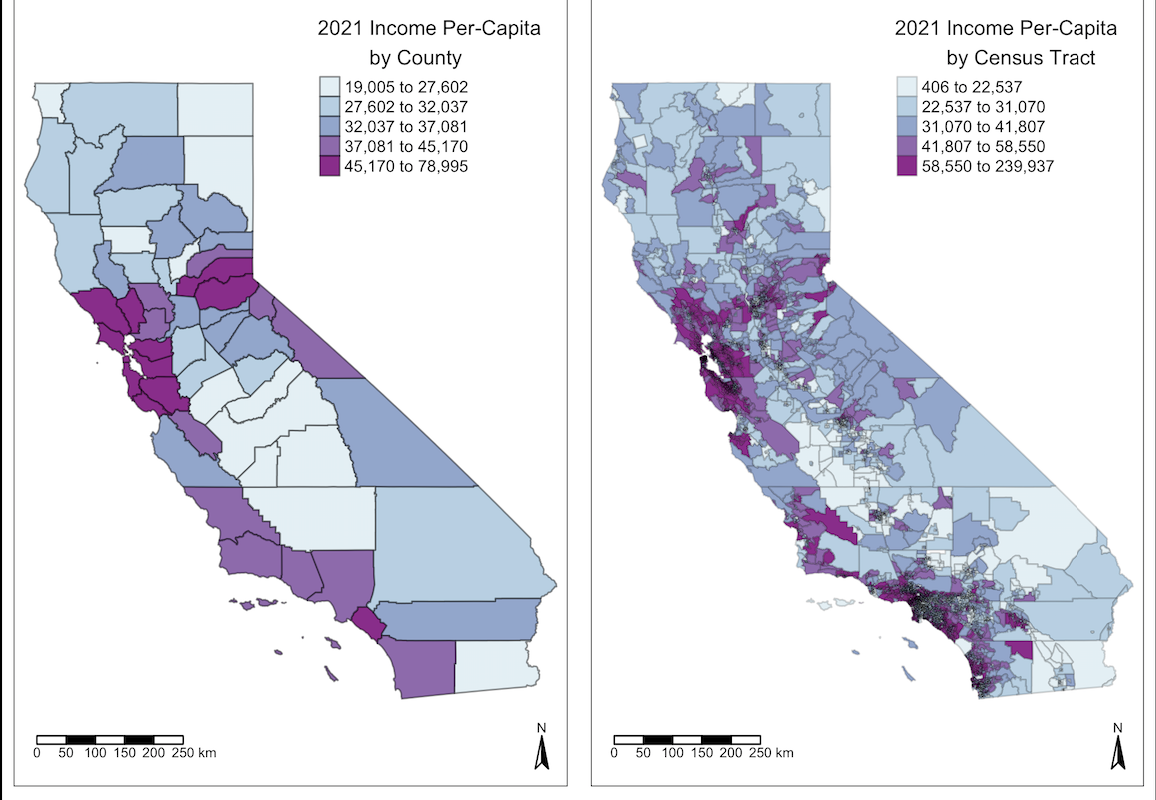 2021 Income Per-Capita
by County
19,005 to 27,602
27,602 to 32,037
32,037 to 37,081
37,081 to 45,170
45,170 to 78,995
N
0 50 100 150 200 250 km
2021 Income Per-Capita
by Census Tract
406 to 22,537
22,537 to 31,070
31,070 to 41,807
41,807 to 58,550
58,550 to 239,937
N
0 50 100 150 200 250 km